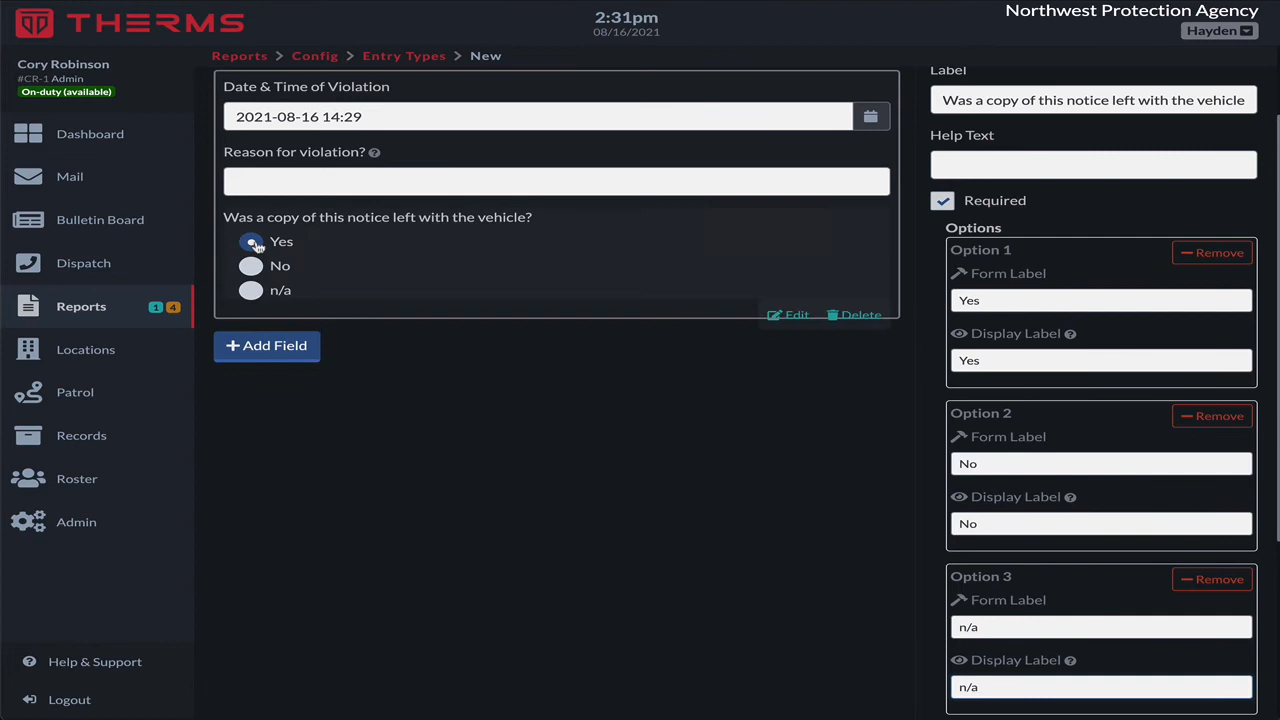 THERMS
2:31pm
08/16/2021
Northwest Protection Agency
Hayden
Cory Robinson
#CR-1 Admin
On-duty (available)
Dashboard
Mail
Bulletin Board
Dispatch
Reports 1 4
Locations
Patrol
Records
Roster
Admin
Help & Support
Logout
Reports > Config > Entry Types > New
Date & Time of Violation
2021-08-16 14:29
Reason for violation?
Was a copy of this notice left with the vehicle?
Yes
No
n/a
Edit Delete
+ Add Field
Label
Was a copy of this notice left with the vehicle
Help Text
Required
Options
Option 1 Remove
Form Label
Yes
Display Label
Yes
Option 2 Remove
Form Label
No
Display Label
No
Option 3 Remove
Form Label
n/a
Display Label
n/a